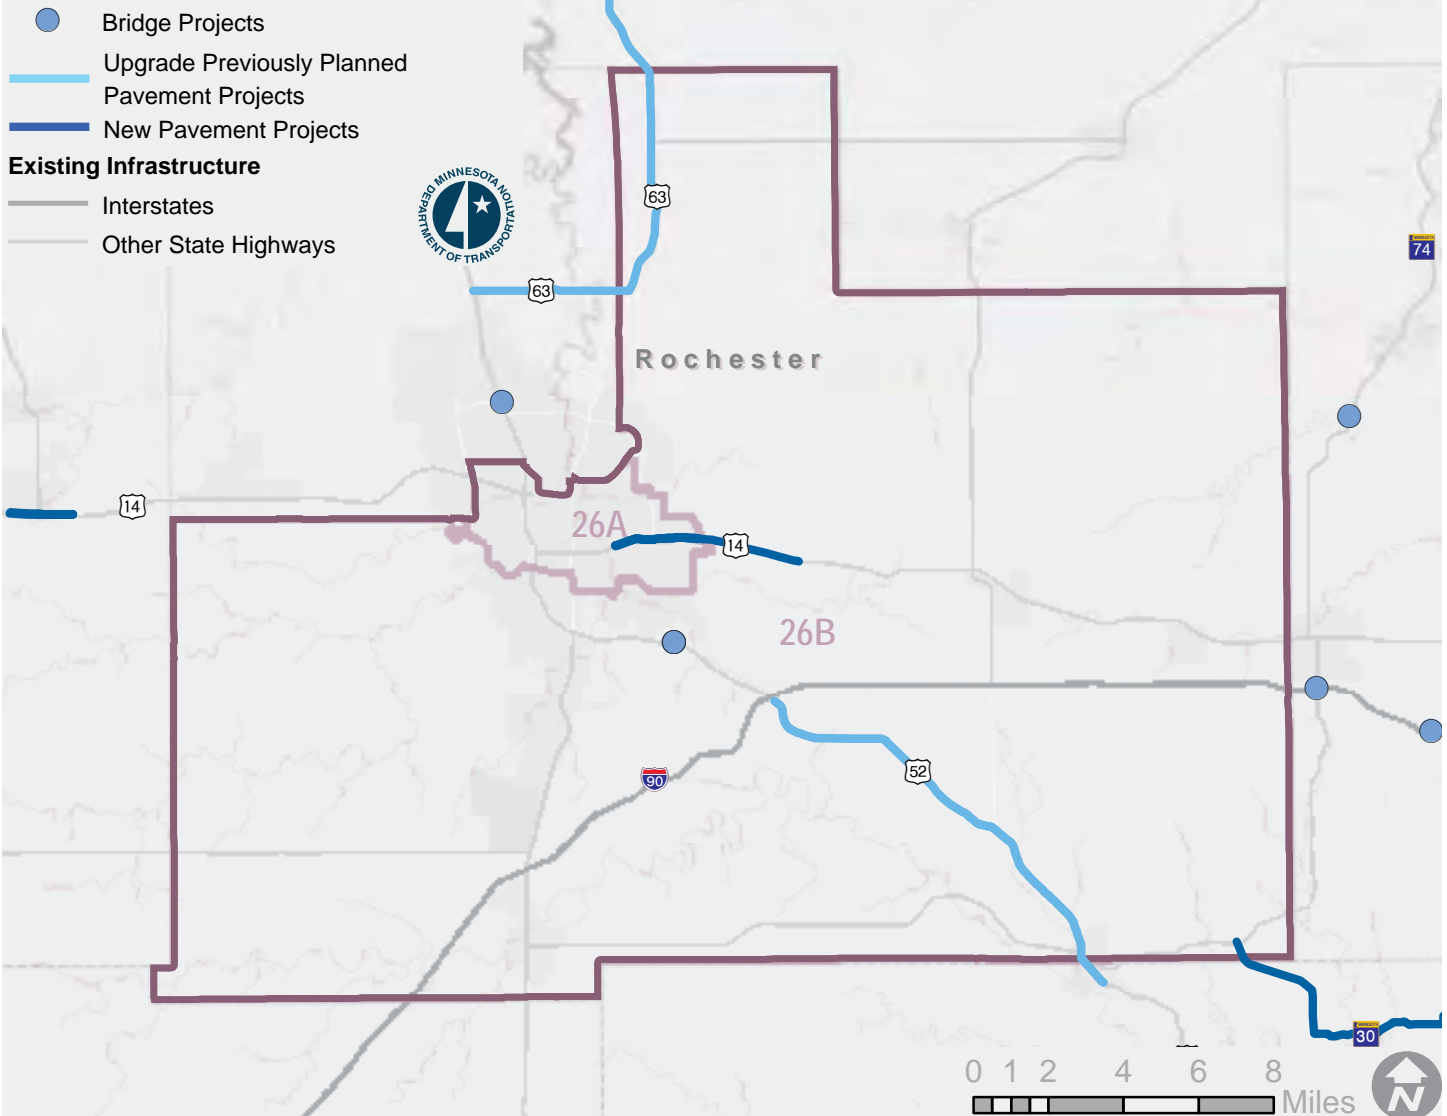 Bridge Projects
Upgrade Previously Planned
Pavement Projects
New Pavement Projects
Existing Infrastructure
Interstates
Other State Highways
DEPARTMENT OF TRANSPORTATION
MINNESOTA
63
63
74
Rochester
14
26A
14
26B
90
52
MINNESOTA
30
0 1 2 4 6 8
Miles
N